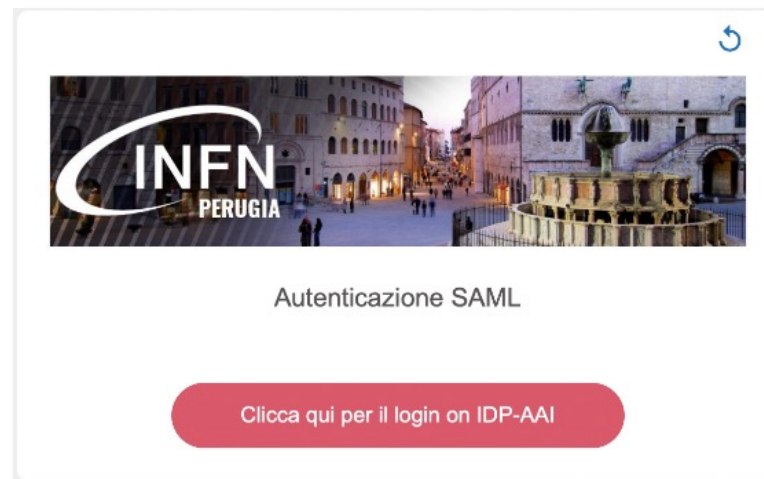 INFN
PERUGIA
Autenticazione SAML
Clicca qui per il login on IDP-AAI